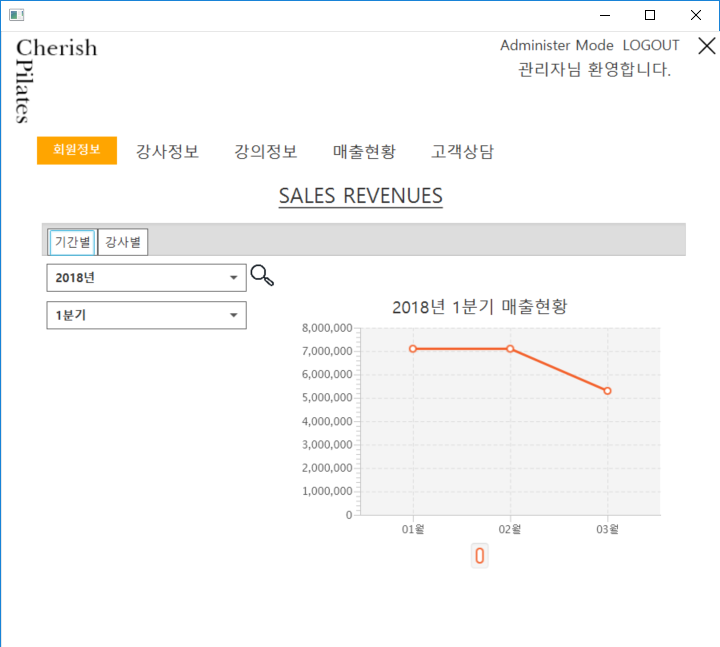 Cherish
Pilates
Administer Mode LOGOUT
관리자님 환영합니다.
회원정보 강사정보 강의정보 매출현황 고객상담
SALES REVENUES
기간별 강사별
2018년
1분기
2018년 1분기 매출현황
8,000,000
7,000,000
6,000,000
5,000,000
4,000,000
3,000,000
2,000,000
1,000,000
0
01월 02월 03월